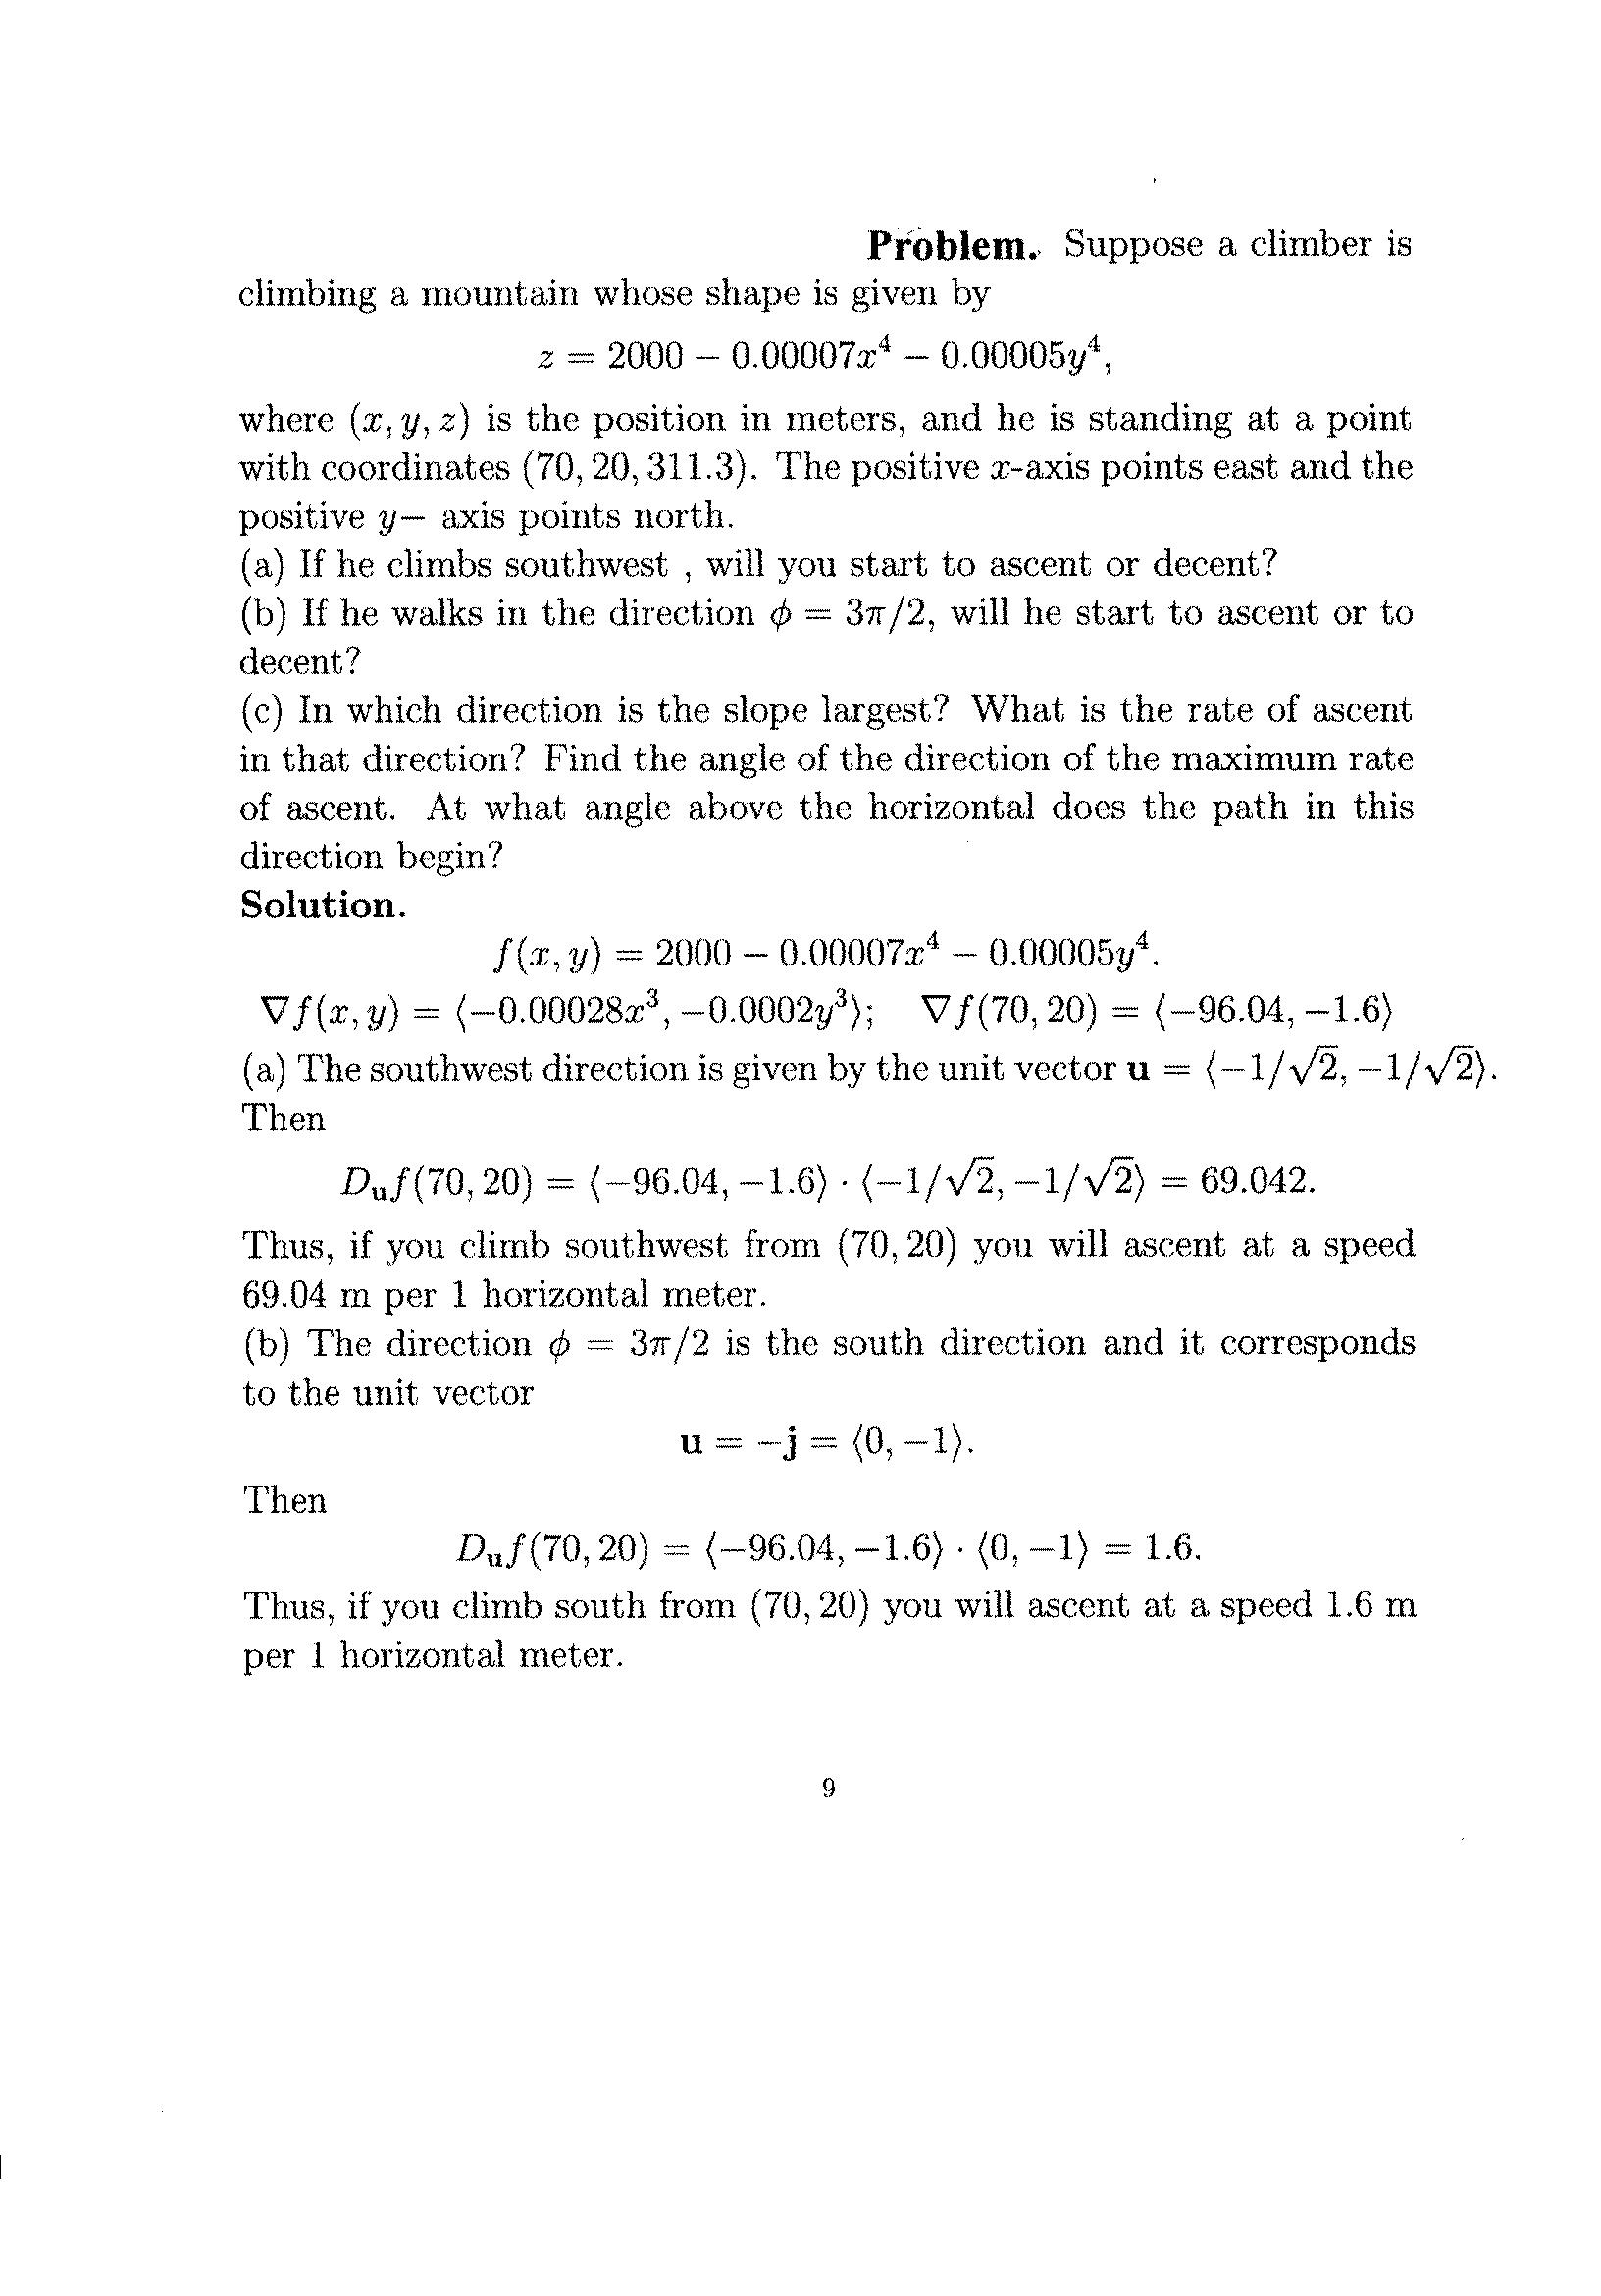 Problem. Suppose a climber is
climbing a mountain whose shape is given by
z = 2000 − 0.00007x⁴ − 0.00005y⁴,
where (x, y, z) is the position in meters, and he is standing at a point
with coordinates (70, 20, 311.3). The positive x-axis points east and the
positive y− axis points north.
(a) If he climbs southwest , will you start to ascent or decent?
(b) If he walks in the direction ϕ = 3π/2, will he start to ascent or to
decent?
(c) In which direction is the slope largest? What is the rate of ascent
in that direction? Find the angle of the direction of the maximum rate
of ascent. At what angle above the horizontal does the path in this
direction begin?
Solution.
f(x, y) = 2000 − 0.00007x⁴ − 0.00005y⁴.
∇f(x, y) = ⟨−0.00028x³, −0.0002y³⟩; ∇f(70, 20) = ⟨−96.04, −1.6⟩
(a) The southwest direction is given by the unit vector u = ⟨−1/√2, −1/√2⟩.
Then
Dᵤf(70, 20) = ⟨−96.04, −1.6⟩ · ⟨−1/√2, −1/√2⟩ = 69.042.
Thus, if you climb southwest from (70, 20) you will ascent at a speed
69.04 m per 1 horizontal meter.
(b) The direction ϕ = 3π/2 is the south direction and it corresponds
to the unit vector
u = −j = ⟨0, −1⟩.
Then
Dᵤf(70, 20) = ⟨−96.04, −1.6⟩ · ⟨0, −1⟩ = 1.6.
Thus, if you climb south from (70, 20) you will ascent at a speed 1.6 m
per 1 horizontal meter.
9